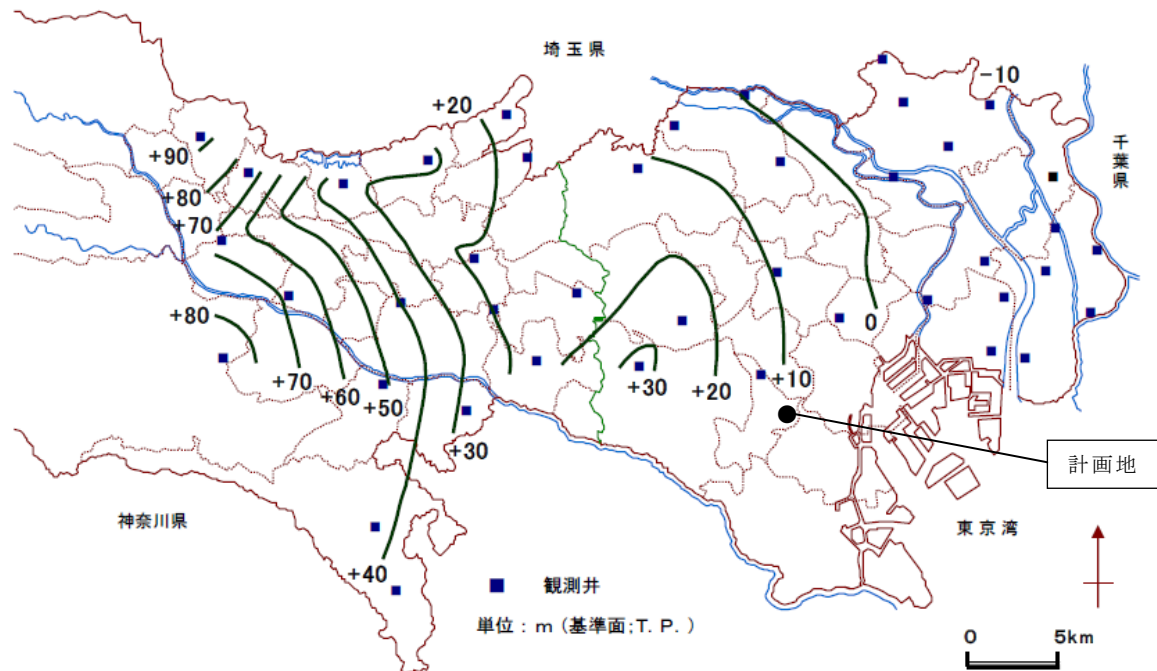 埼玉県
-10
+20
千葉県
+90
+80
+70
+80
0
+70
+60
+50
+30
+30
+20
+10
計画地
神奈川県
東京湾
+40
観測井
単位：m（基準面;T.P.）
0 5km